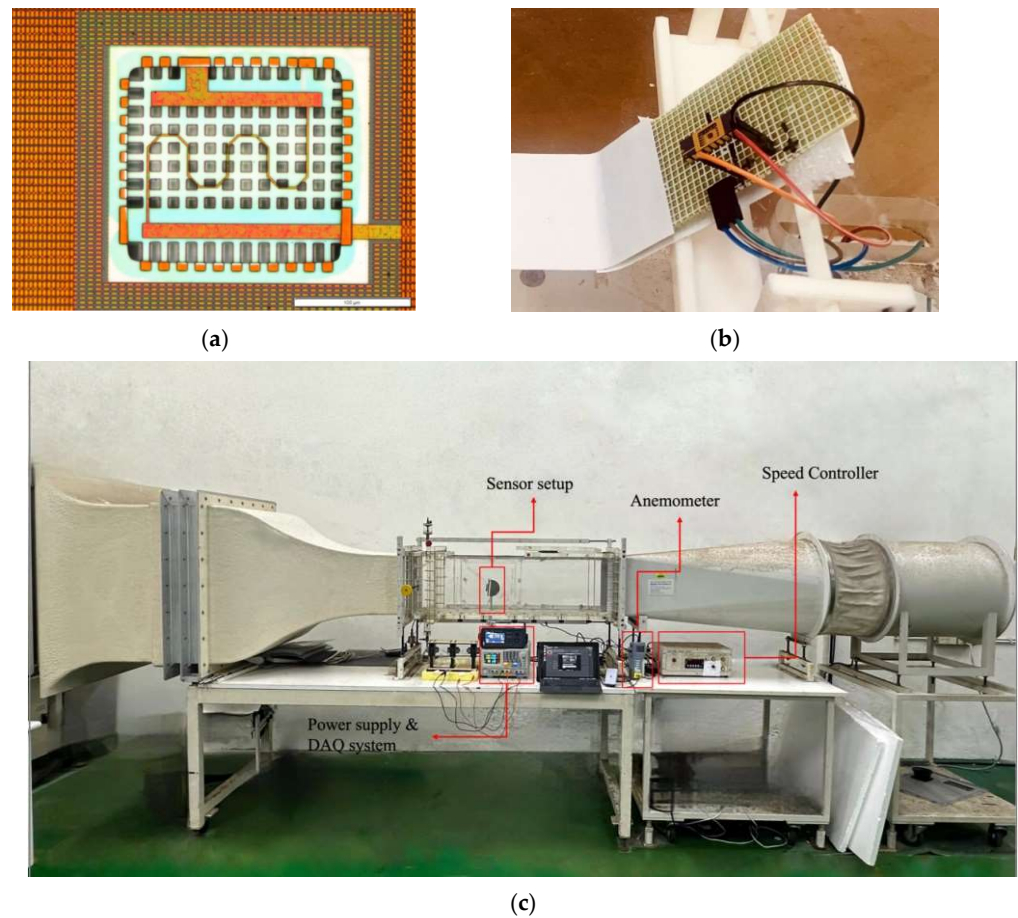 100 µm
(a)
(b)
Sensor setup
Anemometer
Speed Controller
Power supply &
DAQ system
(c)